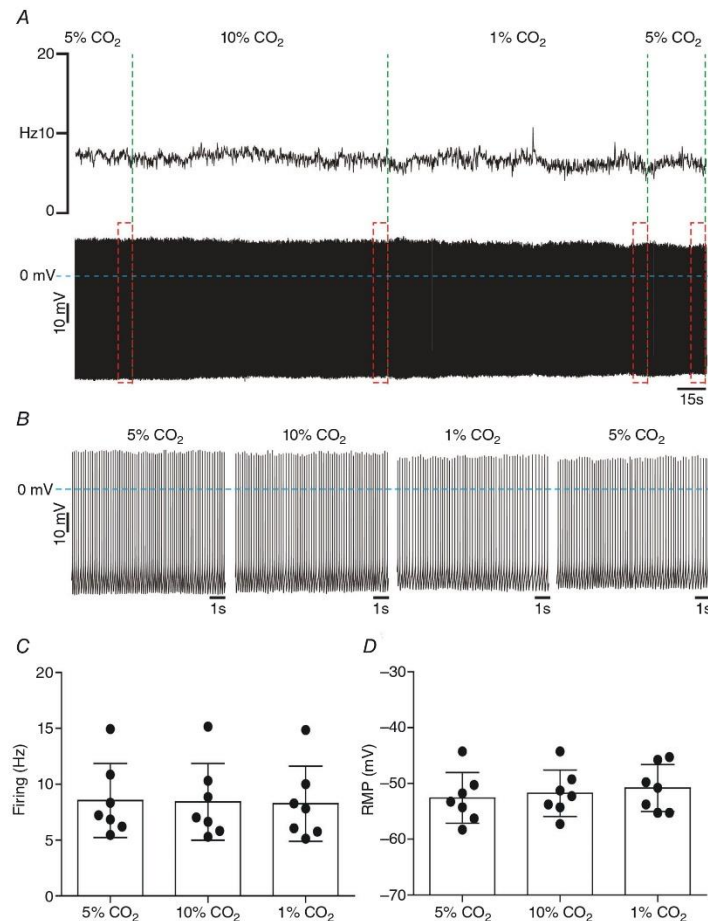 A
5% CO₂ 10% CO₂ 1% CO₂ 5% CO₂
20
Hz10
0
0 mV
10 mV
15s
B
5% CO₂ 10% CO₂ 1% CO₂ 5% CO₂
0 mV
10 mV
1s 1s 1s 1s
C
20
15
10
5
0
Firing (Hz)
5% CO₂ 10% CO₂ 1% CO₂
D
−30
−40
−50
−60
−70
RMP (mV)
5% CO₂ 10% CO₂ 1% CO₂